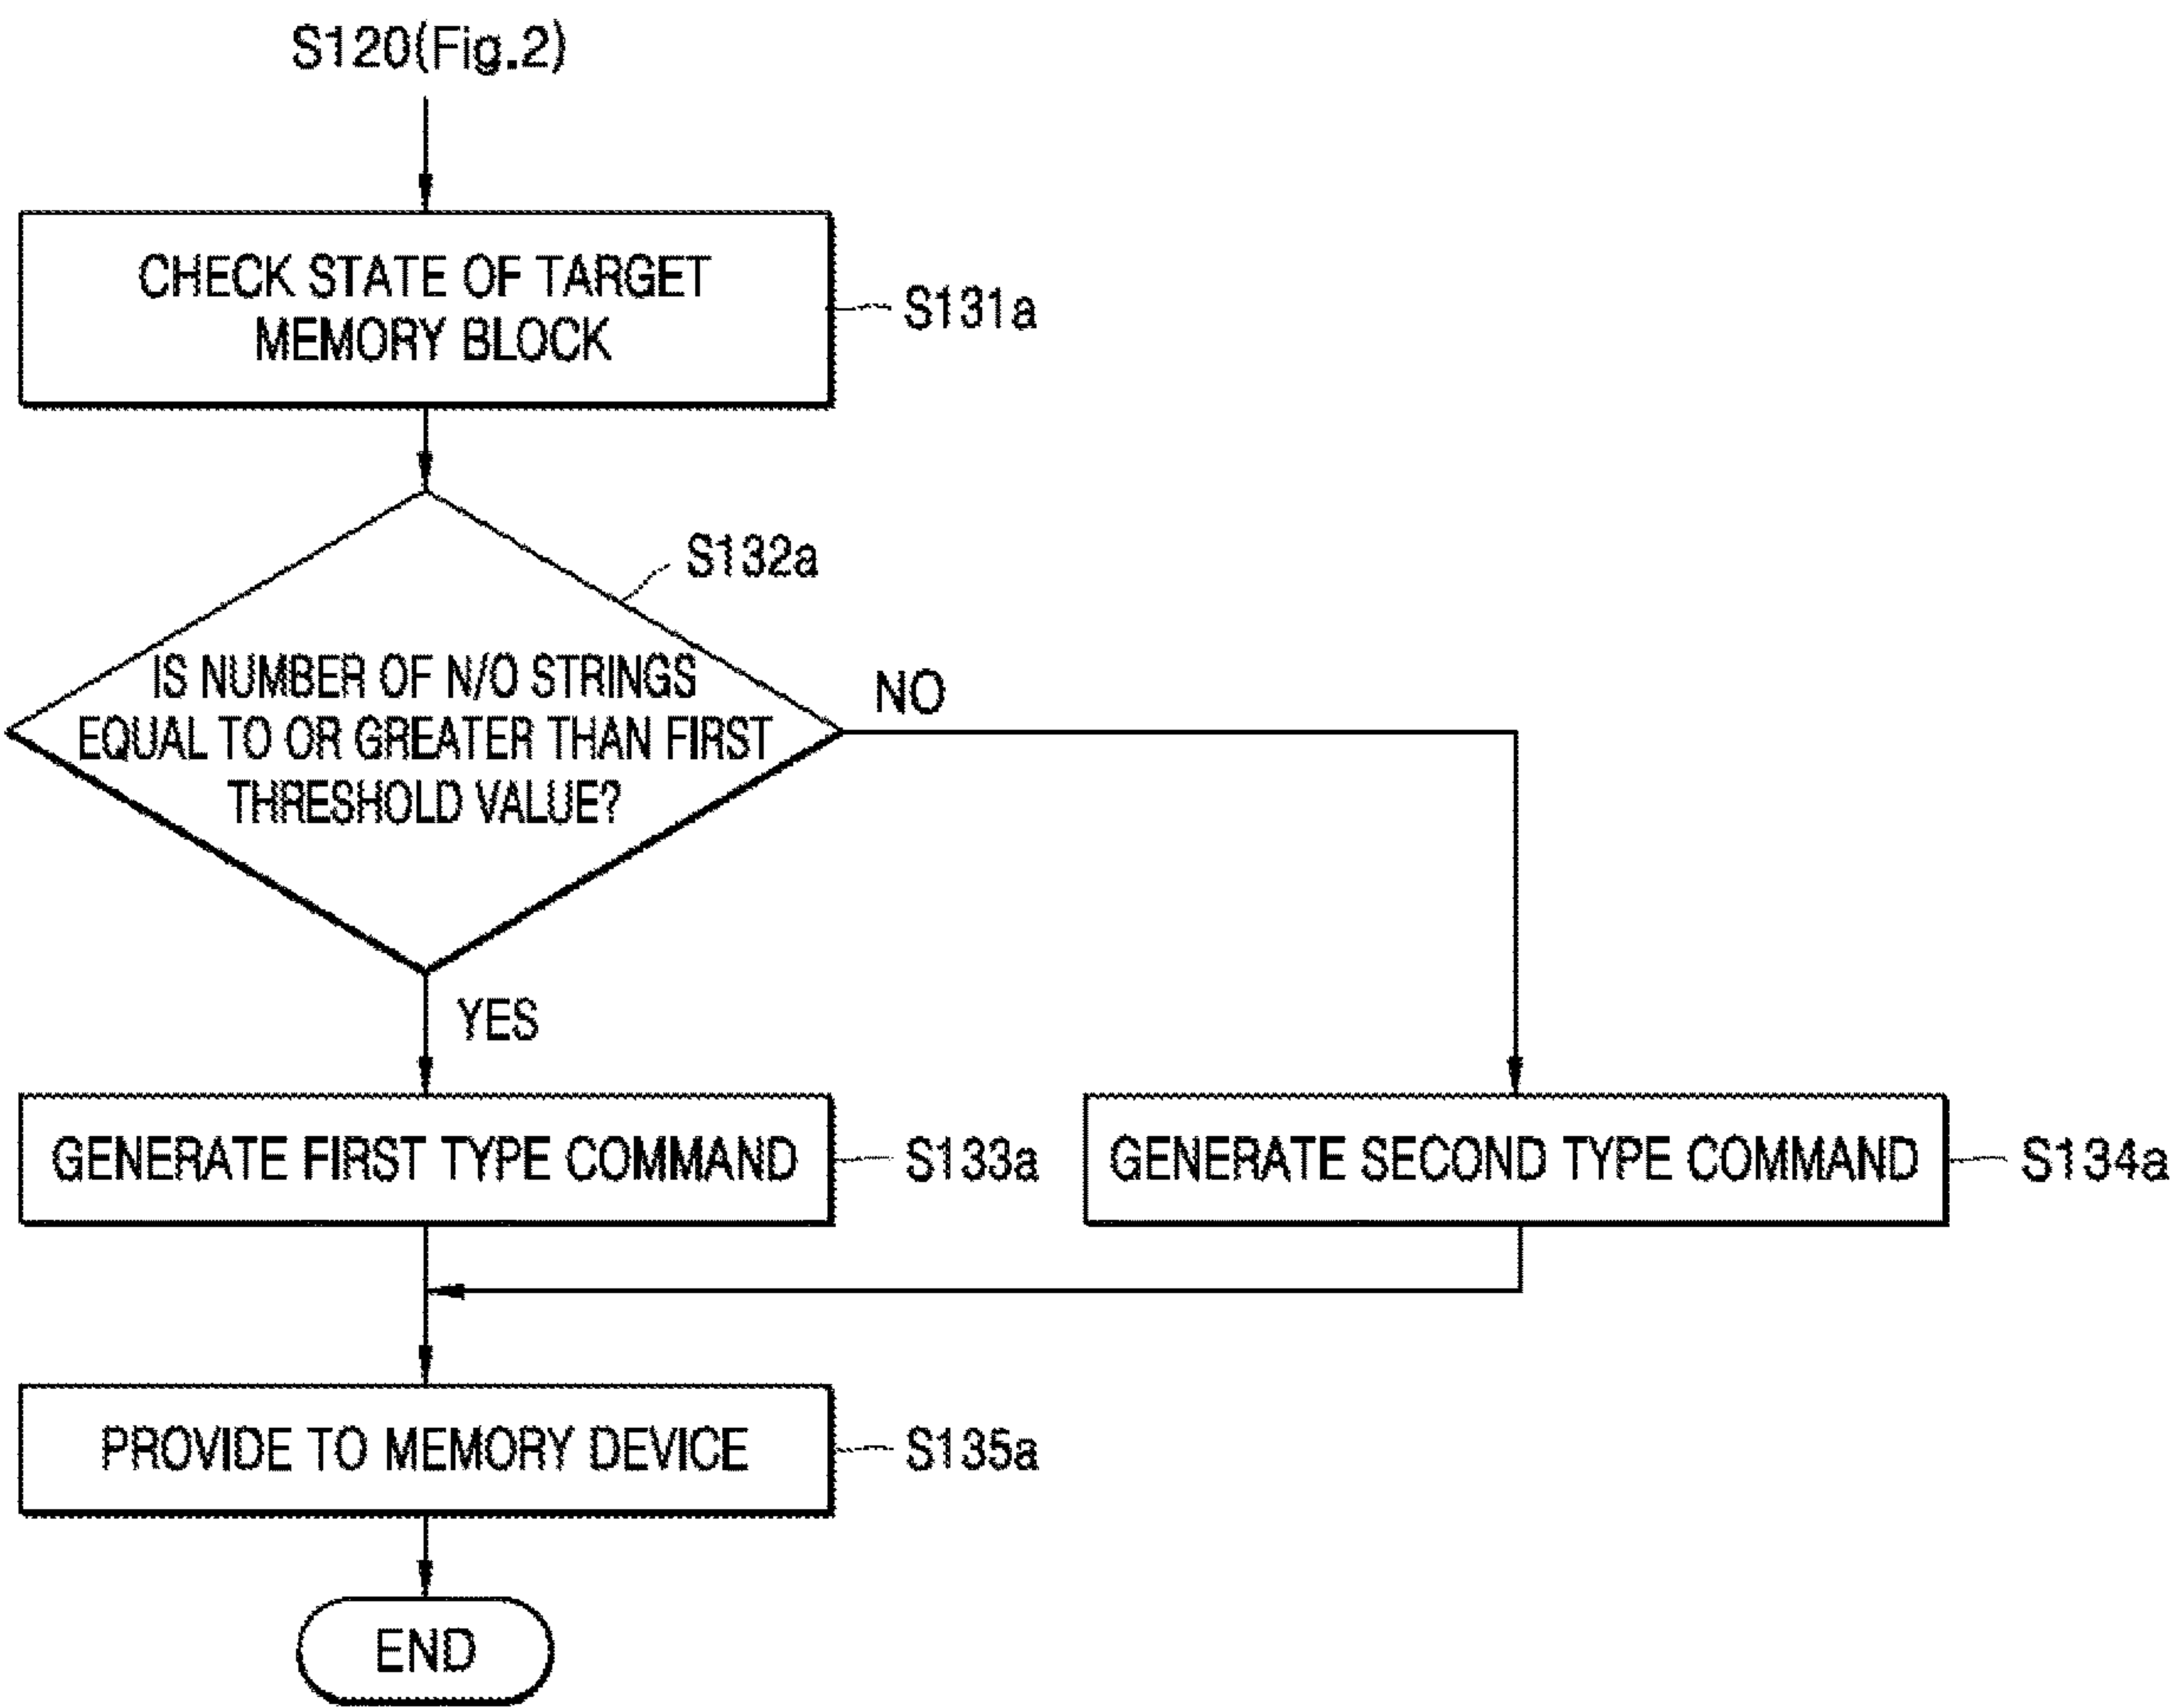 S120(Fig.2)
CHECK STATE OF TARGET
MEMORY BLOCK
S131a
S132a
IS NUMBER OF N/O STRINGS
EQUAL TO OR GREATER THAN FIRST
THRESHOLD VALUE?
NO
YES
GENERATE FIRST TYPE COMMAND
S133a
GENERATE SECOND TYPE COMMAND
S134a
PROVIDE TO MEMORY DEVICE
S135a
END